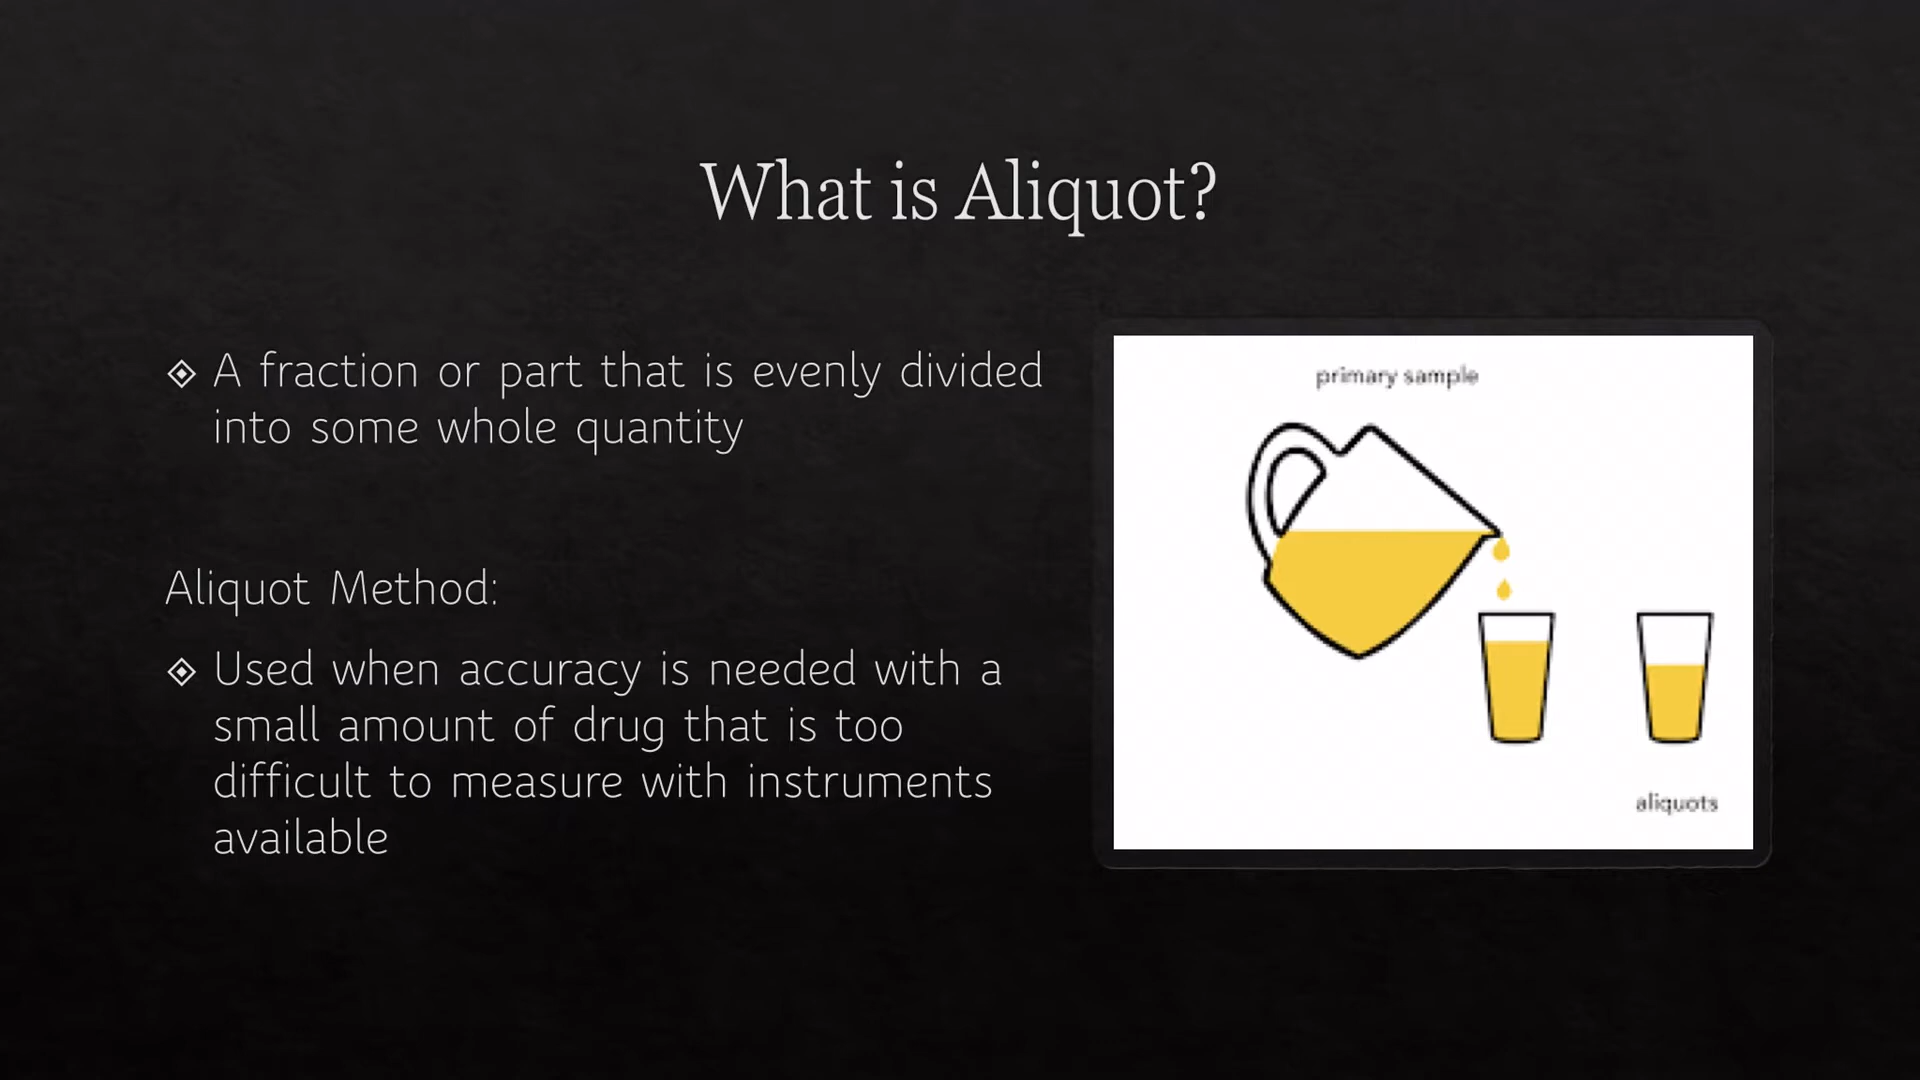 What is Aliquot?
A fraction or part that is evenly divided
into some whole quantity
Aliquot Method:
Used when accuracy is needed with a
small amount of drug that is too
difficult to measure with instruments
available
primary sample
aliquots